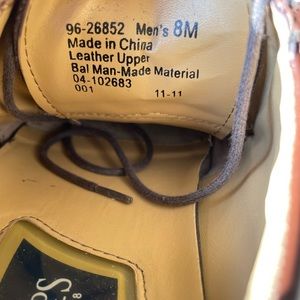 96-26852 Men's 8M
Made in China
Leather Upper
Bal Man-Made Material
04-102683
001 11-11